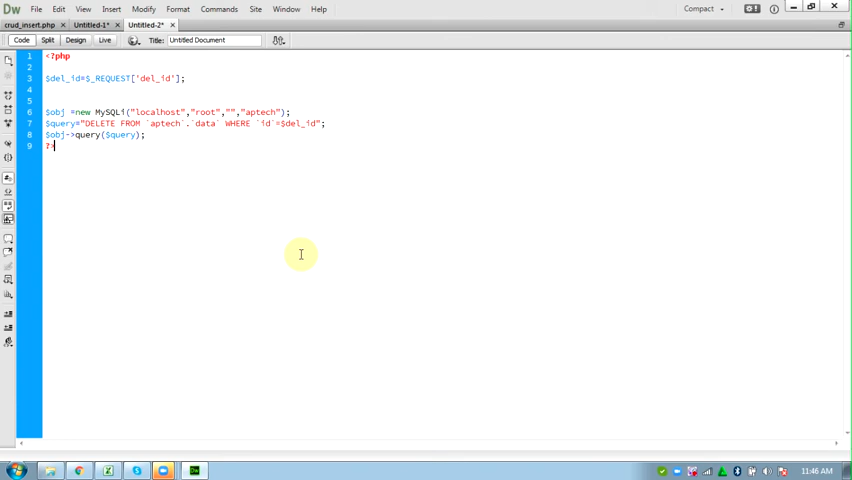 Dw File Edit View Insert Modify Format Commands Site Window Help Compact
crud_insert.php Untitled-1* Untitled-2*
Code Split Design Live Title: Untitled Document
1 <?php
2
3 $del_id=$_REQUEST['del_id'];
4
5
6 $obj =new MySQLi("localhost","root","","aptech");
7 $query="DELETE FROM `aptech`.`data` WHERE `id`=$del_id";
8 $obj->query($query);
9 ?>
Dw 11:46 AM